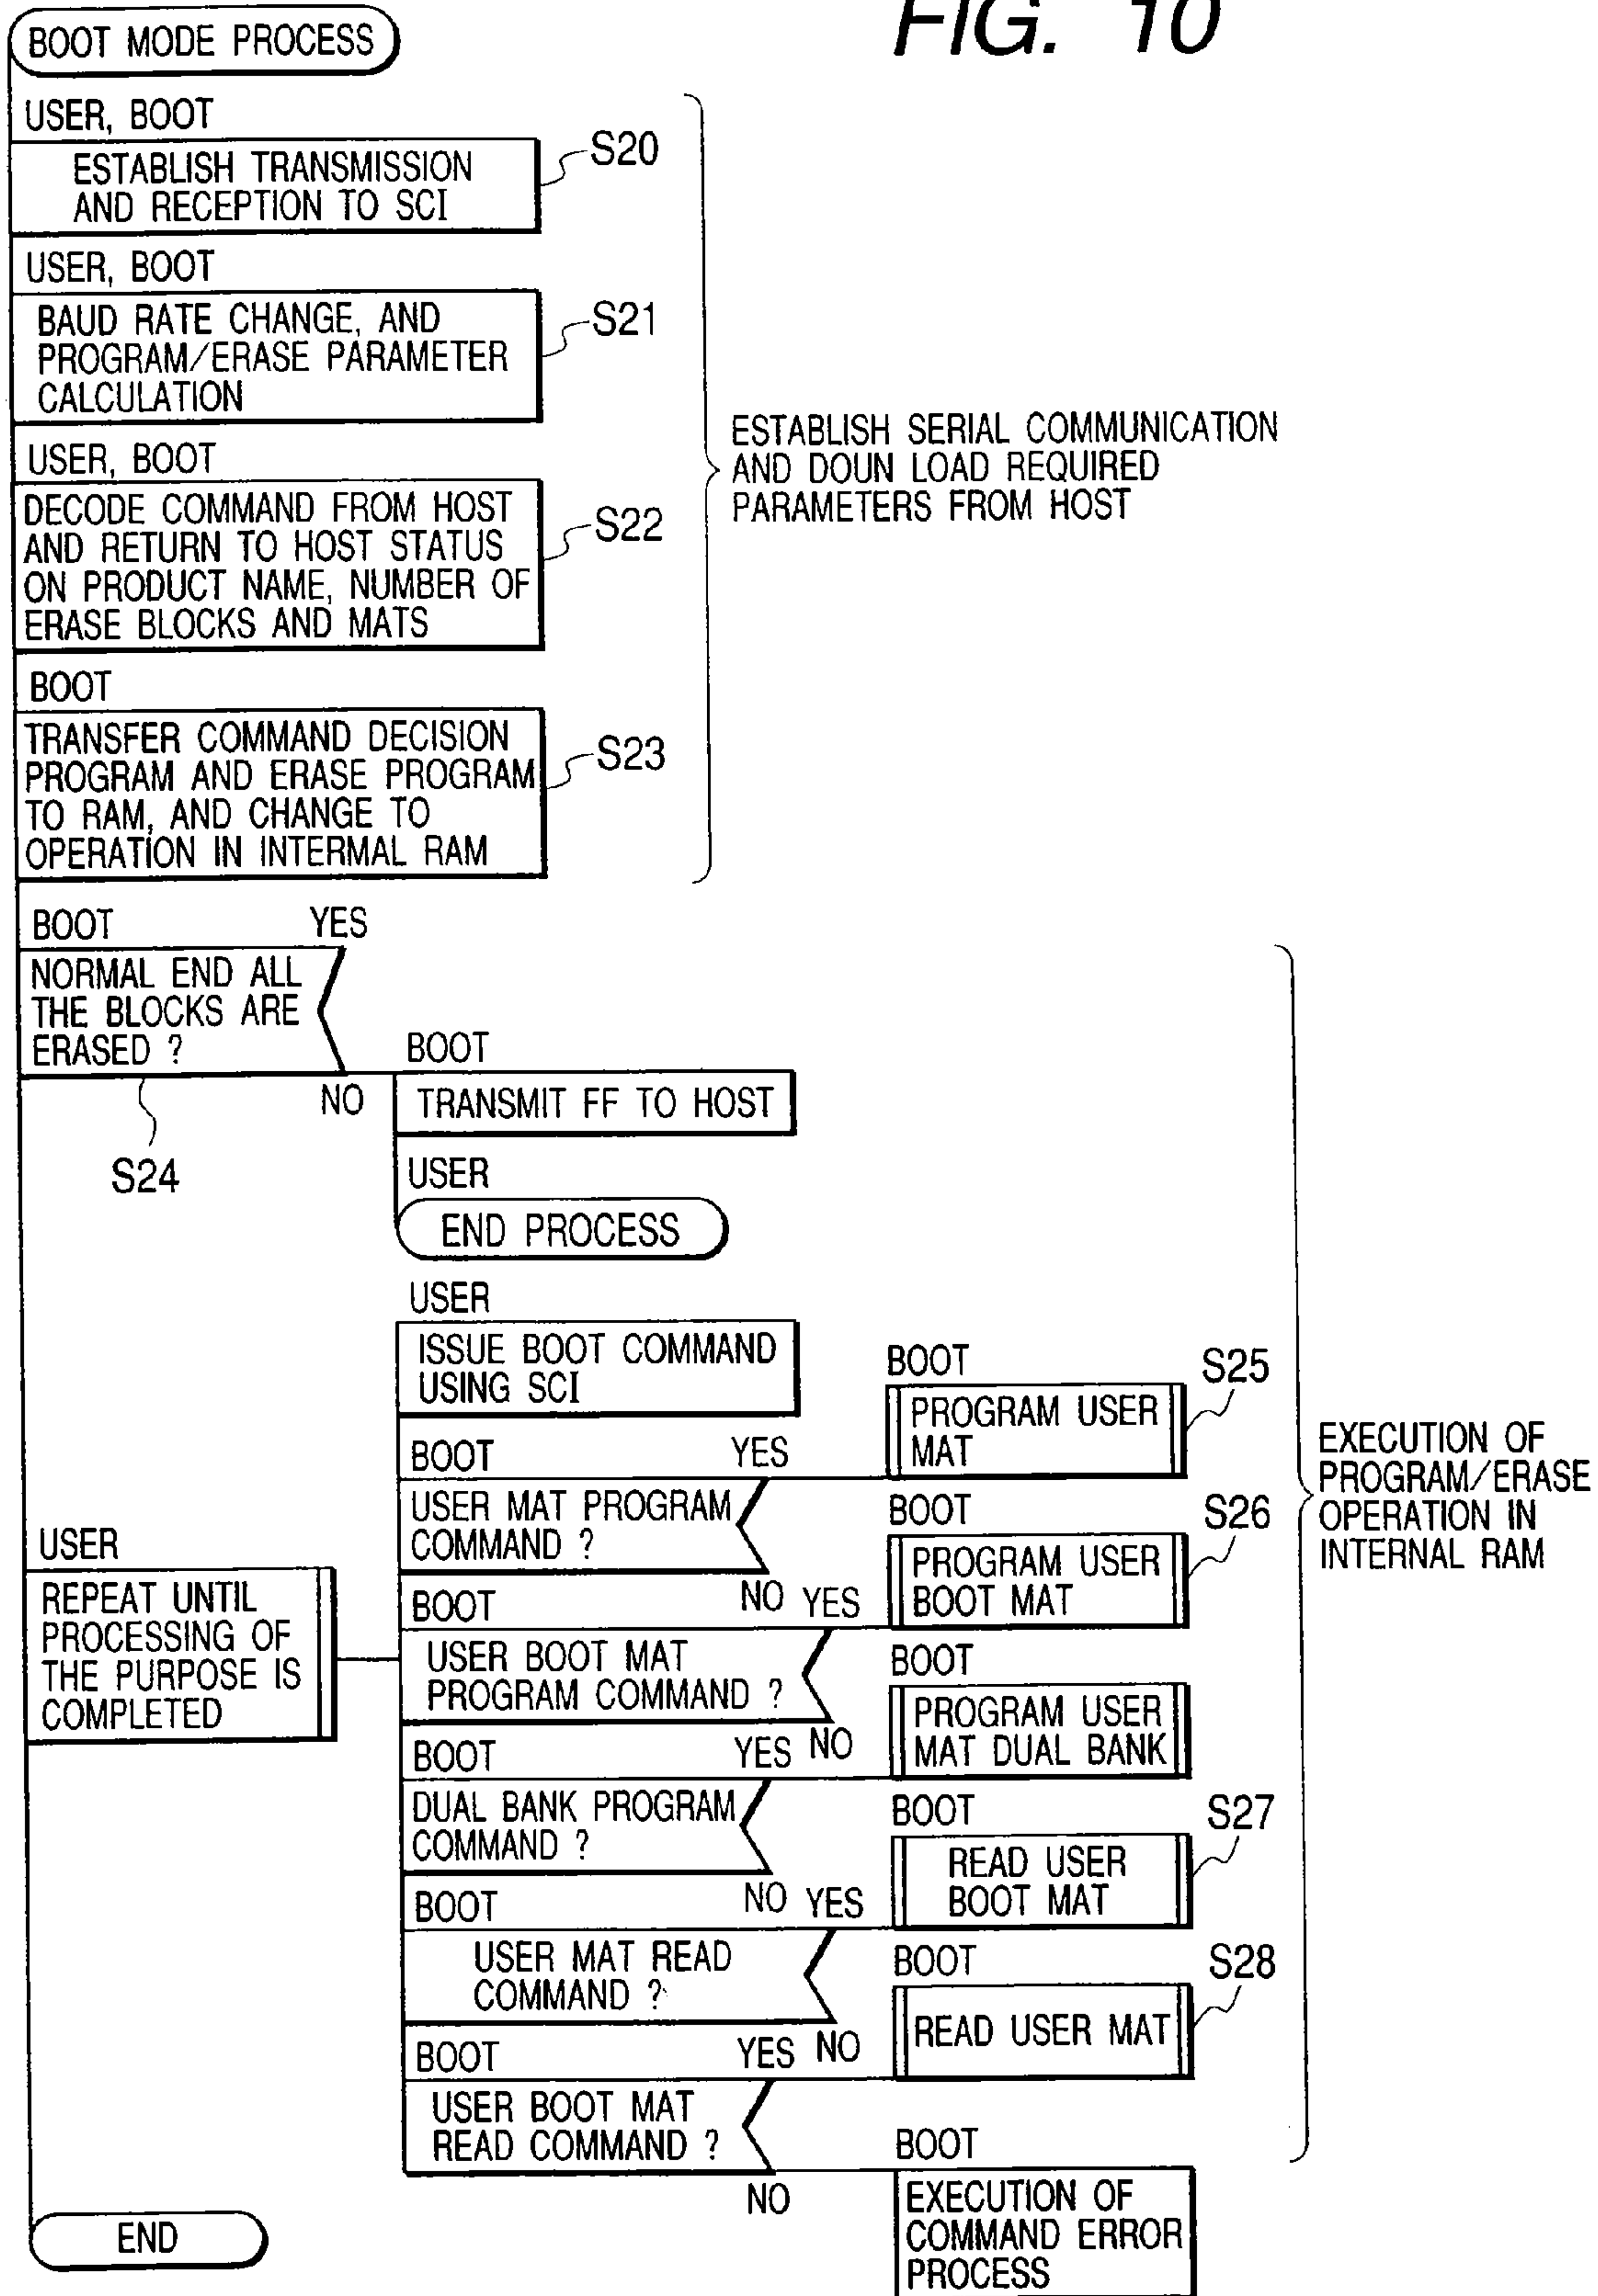 FIG. 10
BOOT MODE PROCESS
USER, BOOT
ESTABLISH TRANSMISSION
AND RECEPTION TO SCI
S20
USER, BOOT
BAUD RATE CHANGE, AND
PROGRAM/ERASE PARAMETER
CALCULATION
S21
USER, BOOT
DECODE COMMAND FROM HOST
AND RETURN TO HOST STATUS
ON PRODUCT NAME, NUMBER OF
ERASE BLOCKS AND MATS
S22
BOOT
TRANSFER COMMAND DECISION
PROGRAM AND ERASE PROGRAM
TO RAM, AND CHANGE TO
OPERATION IN INTERMAL RAM
S23
ESTABLISH SERIAL COMMUNICATION
AND DOUN LOAD REQUIRED
PARAMETERS FROM HOST
BOOT
YES
NORMAL END ALL
THE BLOCKS ARE
ERASED ?
NO
S24
BOOT
TRANSMIT FF TO HOST
USER
END PROCESS
USER
REPEAT UNTIL
PROCESSING OF
THE PURPOSE IS
COMPLETED
USER
ISSUE BOOT COMMAND
USING SCI
BOOT
YES
USER MAT PROGRAM
COMMAND ?
NO
BOOT
PROGRAM USER
MAT
S25
BOOT
YES
USER BOOT MAT
PROGRAM COMMAND ?
NO
BOOT
PROGRAM USER
BOOT MAT
S26
BOOT
YES
DUAL BANK PROGRAM
COMMAND ?
NO
BOOT
PROGRAM USER
MAT DUAL BANK
BOOT
YES
USER MAT READ
COMMAND ?
NO
BOOT
READ USER
BOOT MAT
S27
BOOT
YES
USER BOOT MAT
READ COMMAND ?
NO
BOOT
READ USER MAT
S28
BOOT
EXECUTION OF
COMMAND ERROR
PROCESS
EXECUTION OF
PROGRAM/ERASE
OPERATION IN
INTERNAL RAM
END